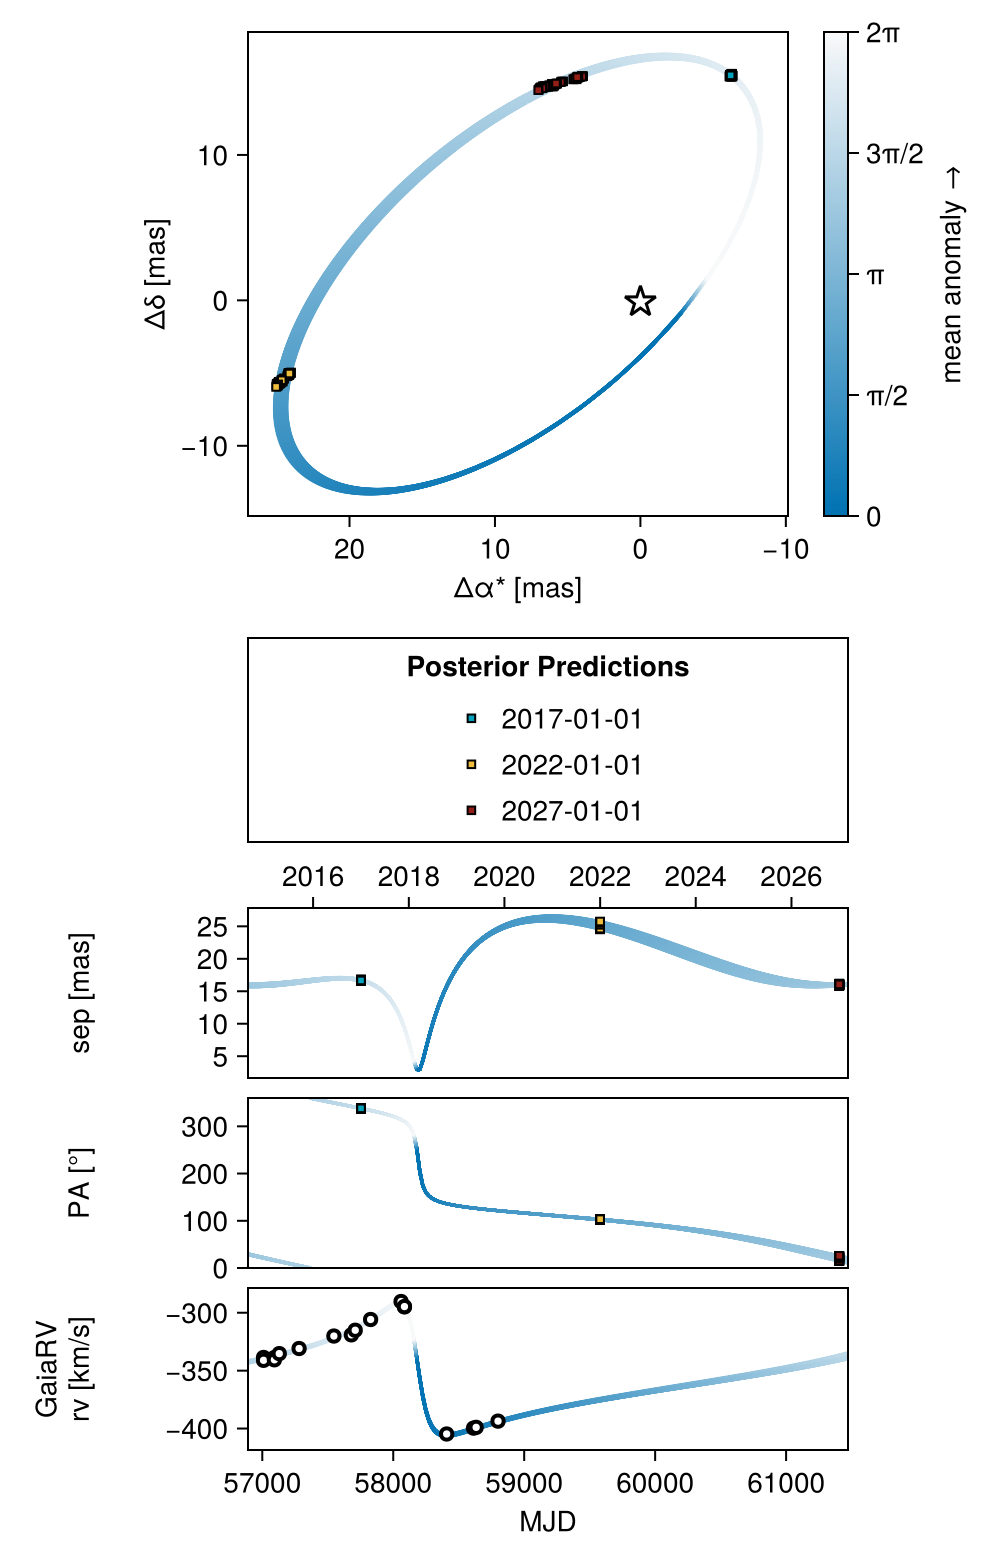 10
0
−10
Δδ [mas]
20
10
0
−10
Δα* [mas]
2π
3π/2
π
π/2
0
mean anomaly →
Posterior Predictions
2017-01-01
2022-01-01
2027-01-01
2016
2018
2020
2022
2024
2026
25
20
15
10
5
sep [mas]
300
200
100
0
PA [°]
−300
−350
−400
GaiaRV
rv [km/s]
57000
58000
59000
60000
61000
MJD